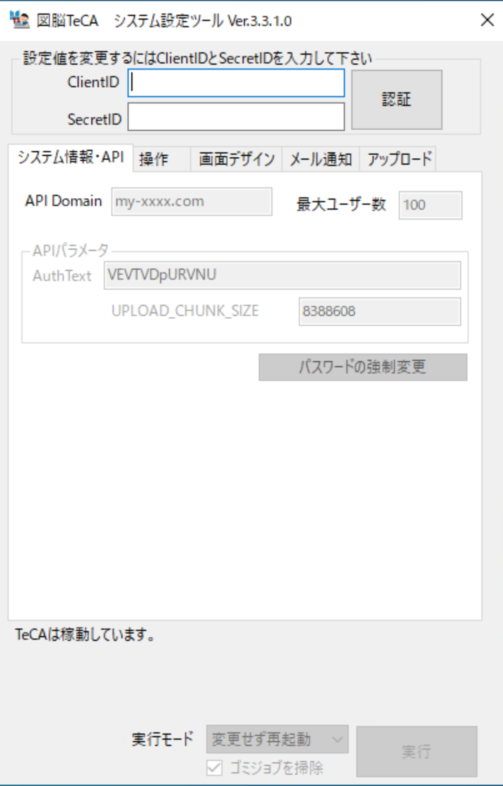 図脳TeCA システム設定ツール Ver.3.3.1.0
設定値を変更するにはClientIDとSecretIDを入力して下さい
ClientID
認証
SecretID
システム情報・API 操作 画面デザイン メール通知 アップロード
API Domain my-xxxx.com 最大ユーザー数 100
APIパラメータ
AuthText VEVTVDpURVNU
UPLOAD_CHUNK_SIZE 8388608
パスワードの強制変更
TeCAは稼動しています。
実行モード 変更せず再起動 実行
ゴミジョブを掃除